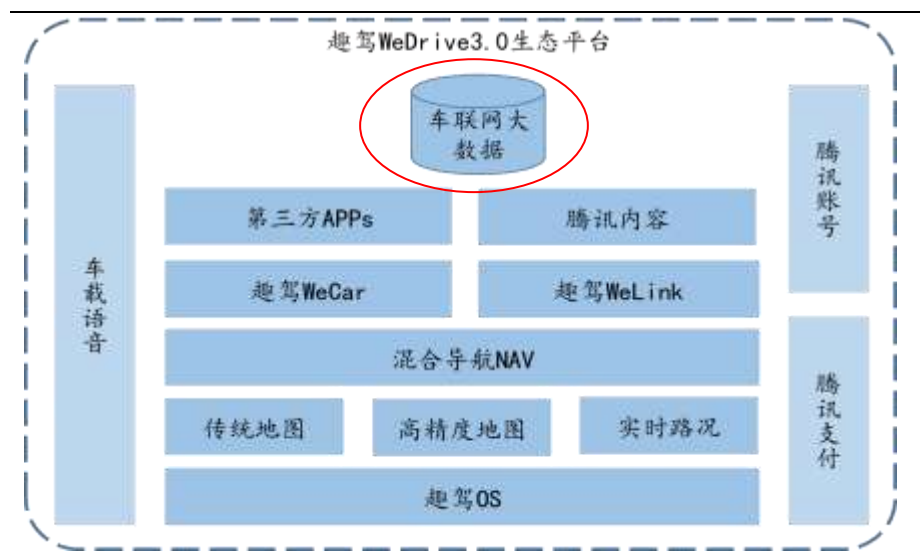 趣驾WeDrive3.0生态平台
车联网大
数据
第三方APPs
腾讯内容
趣驾WeCar
趣驾WeLink
混合导航NAV
传统地图
高精度地图
实时路况
趣驾OS
车
载
语
音
腾
讯
账
号
腾
讯
支
付